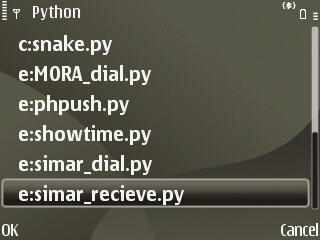 Python
c:snake.py
e:MORA_dial.py
e:phpush.py
e:showtime.py
e:simar_dial.py
e:simar_recieve.py
OK Cancel